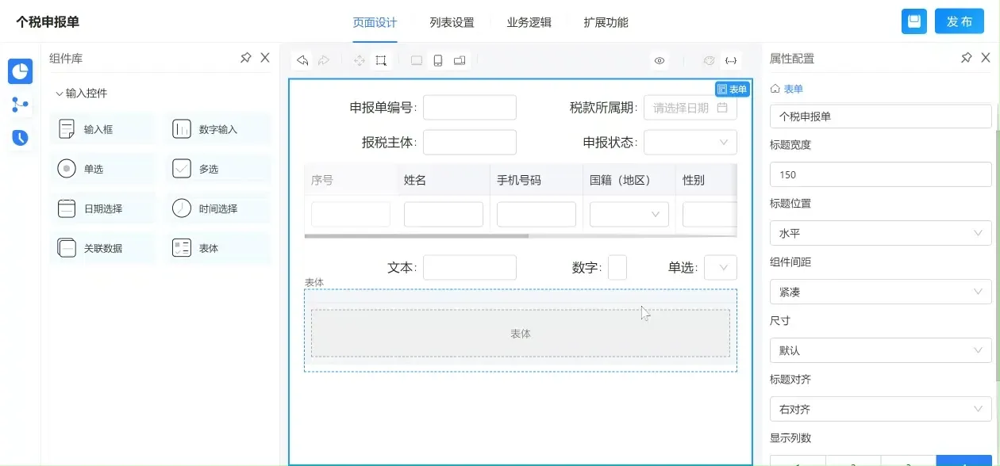 个税申报单
页面设计 列表设置 业务逻辑 扩展功能
发布
组件库
输入控件
输入框 数字输入
单选 多选
日期选择 时间选择
关联数据 表体
表单
申报单编号: 税款所属期: 请选择日期
报税主体: 申报状态:
序号 姓名 手机号码 国籍（地区） 性别
文本: 数字: 单选:
表体
表体
属性配置
表单
个税申报单
标题宽度
150
标题位置
水平
组件间距
紧凑
尺寸
默认
标题对齐
右对齐
显示列数